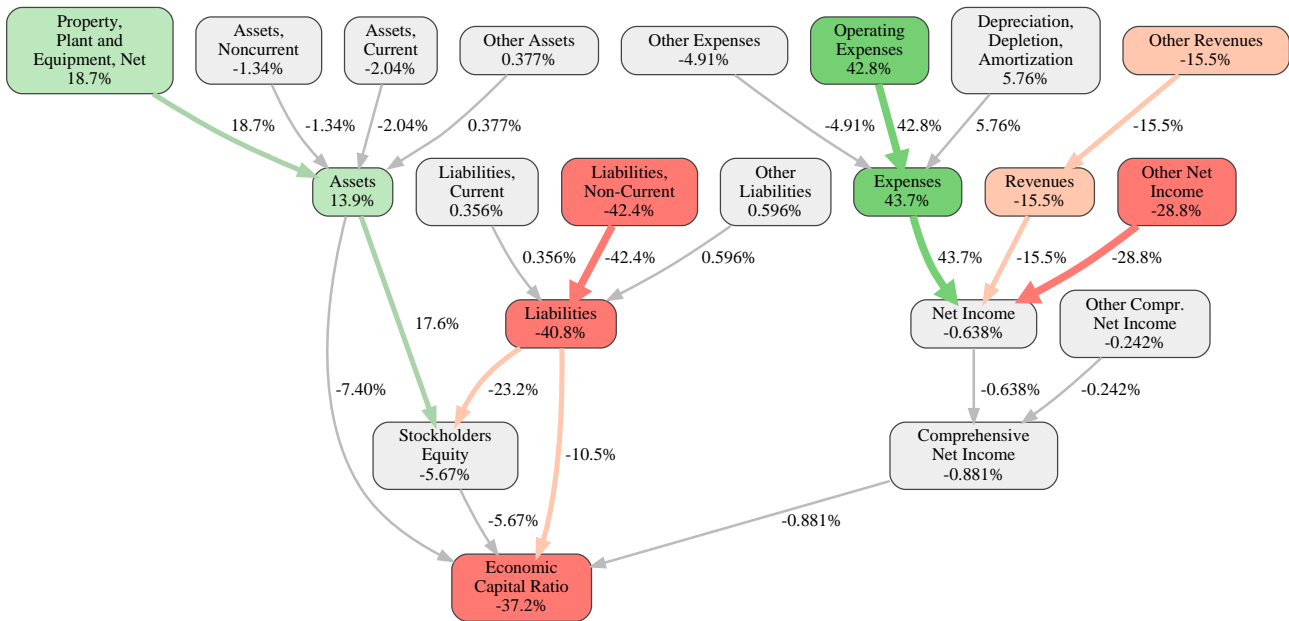 Property,
Plant and
Equipment, Net
18.7%
Assets,
Noncurrent
-1.34%
Assets,
Current
-2.04%
Other Assets
0.377%
Other Expenses
-4.91%
Operating
Expenses
42.8%
Depreciation,
Depletion,
Amortization
5.76%
Other Revenues
-15.5%
18.7%
-1.34%
-2.04%
0.377%
-4.91%
42.8%
5.76%
-15.5%
Assets
13.9%
Liabilities,
Current
0.356%
Liabilities,
Non-Current
-42.4%
Other
Liabilities
0.596%
Expenses
43.7%
Revenues
-15.5%
Other Net
Income
-28.8%
0.356%
-42.4%
0.596%
43.7%
-15.5%
-28.8%
Liabilities
-40.8%
Net Income
-0.638%
Other Compr.
Net Income
-0.242%
17.6%
-7.40%
-23.2%
-10.5%
-0.638%
-0.242%
Stockholders
Equity
-5.67%
Comprehensive
Net Income
-0.881%
-5.67%
-0.881%
Economic
Capital Ratio
-37.2%